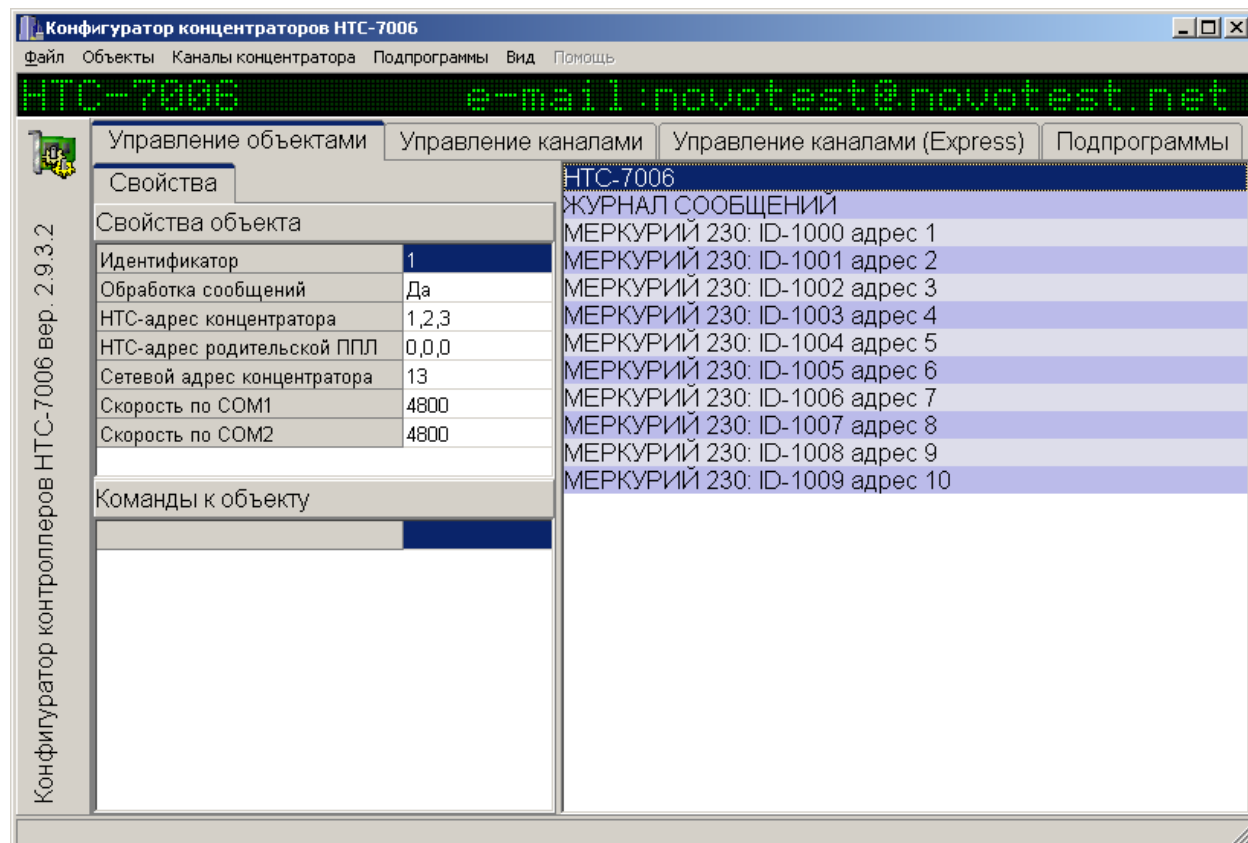 Конфигуратор концентраторов НТС-7006
Файл Объекты Каналы концентратора Подпрограммы Вид Помощь
НТС-7006 e-mail:novotest@novotest.net
Управление объектами Управление каналами Управление каналами (Express) Подпрограммы
Конфигуратор контроллеров НТС-7006 вер. 2.9.3.2
Свойства
Свойства объекта
Идентификатор 1
Обработка сообщений Да
НТС-адрес концентратора 1,2,3
НТС-адрес родительской ППЛ 0,0,0
Сетевой адрес концентратора 13
Скорость по COM1 4800
Скорость по COM2 4800
Команды к объекту
НТС-7006
ЖУРНАЛ СООБЩЕНИЙ
МЕРКУРИЙ 230: ID-1000 адрес 1
МЕРКУРИЙ 230: ID-1001 адрес 2
МЕРКУРИЙ 230: ID-1002 адрес 3
МЕРКУРИЙ 230: ID-1003 адрес 4
МЕРКУРИЙ 230: ID-1004 адрес 5
МЕРКУРИЙ 230: ID-1005 адрес 6
МЕРКУРИЙ 230: ID-1006 адрес 7
МЕРКУРИЙ 230: ID-1007 адрес 8
МЕРКУРИЙ 230: ID-1008 адрес 9
МЕРКУРИЙ 230: ID-1009 адрес 10